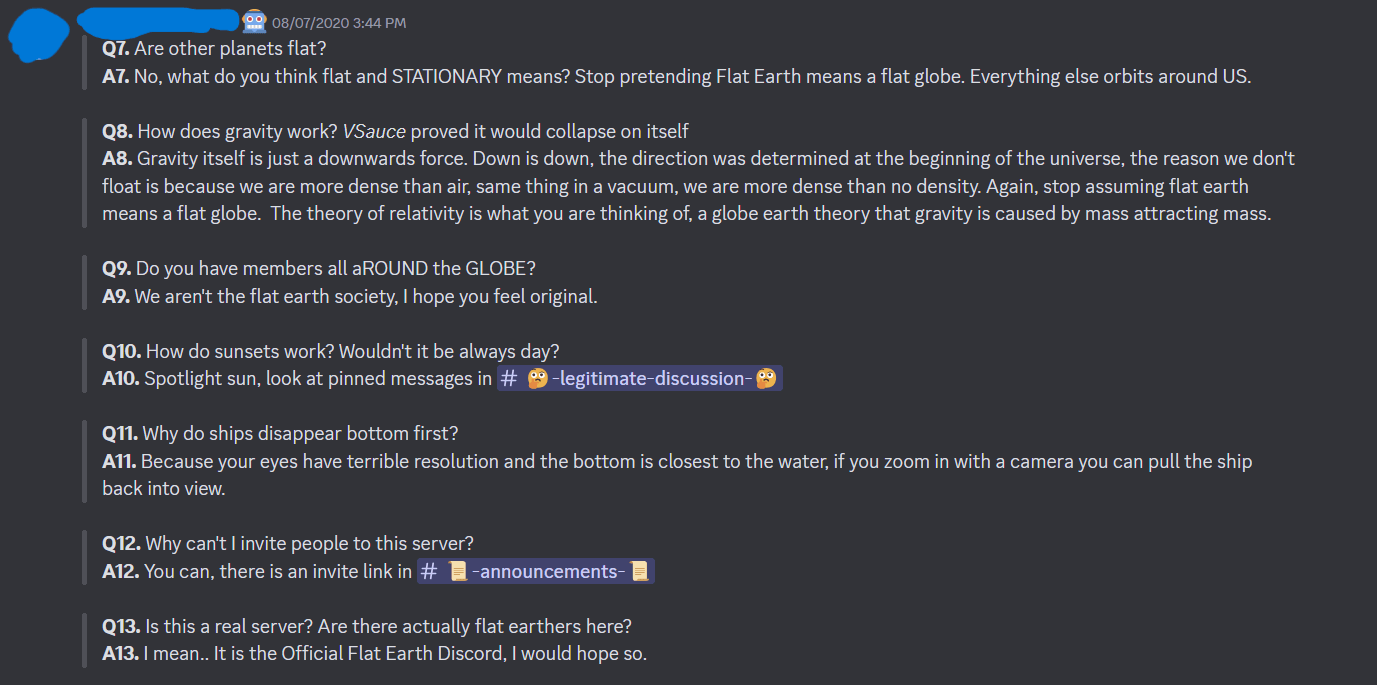 08/07/2020 3:44 PM
Q7. Are other planets flat?
A7. No, what do you think flat and STATIONARY means? Stop pretending Flat Earth means a flat globe. Everything else orbits around US.
Q8. How does gravity work? VSauce proved it would collapse on itself
A8. Gravity itself is just a downwards force. Down is down, the direction was determined at the beginning of the universe, the reason we don't
float is because we are more dense than air, same thing in a vacuum, we are more dense than no density. Again, stop assuming flat earth
means a flat globe.  The theory of relativity is what you are thinking of, a globe earth theory that gravity is caused by mass attracting mass.
Q9. Do you have members all aROUND the GLOBE?
A9. We aren't the flat earth society, I hope you feel original.
Q10. How do sunsets work? Wouldn't it be always day?
A10. Spotlight sun, look at pinned messages in # 🤔-legitimate-discussion-🤔
Q11. Why do ships disappear bottom first?
A11. Because your eyes have terrible resolution and the bottom is closest to the water, if you zoom in with a camera you can pull the ship
back into view.
Q12. Why can't I invite people to this server?
A12. You can, there is an invite link in # 📜-announcements-📜
Q13. Is this a real server? Are there actually flat earthers here?
A13. I mean.. It is the Official Flat Earth Discord, I would hope so.